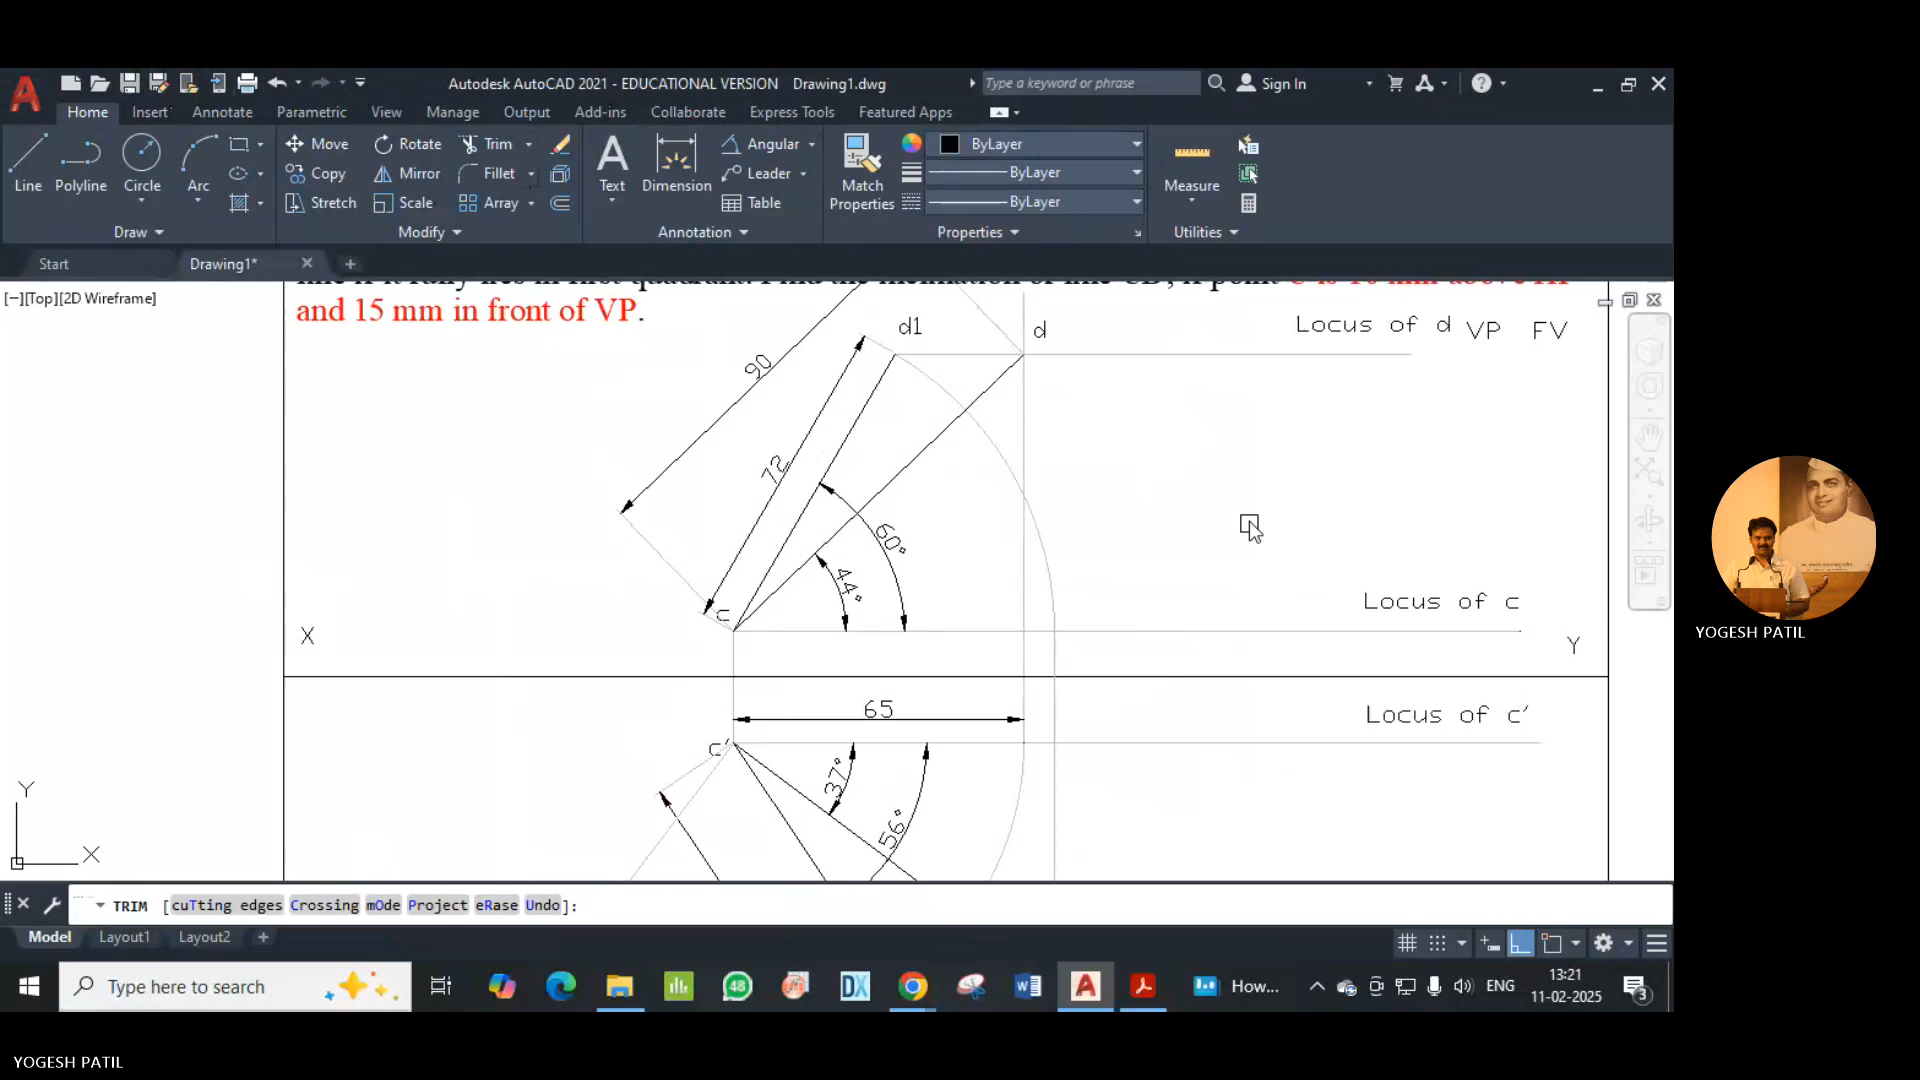 Autodesk AutoCAD 2021 - EDUCATIONAL VERSION Drawing1.dwg
Type a keyword or phrase
Sign In
Home Insert Annotate Parametric View Manage Output Add-ins Collaborate Express Tools Featured Apps
Line Polyline Circle Arc
Move Rotate Trim
Copy Mirror Fillet
Stretch Scale Array
Text Dimension
Angular
Leader
Table
Match Properties
ByLayer
ByLayer
ByLayer
Measure
Draw Modify Annotation Properties Utilities
Start Drawing1*
[−][Top][2D Wireframe]
and 15 mm in front of VP.
d1 d Locus of d VP FV
90
72
60°
44°
c Locus of c
X Y
65 Locus of c'
c'
37°
56°
Y
X
TRIM [cuTting edges Crossing mOde Project eRase Undo]:
Model Layout1 Layout2
Type here to search
48
DX
How...
ENG
13:21
11-02-2025
3
YOGESH PATIL
YOGESH PATIL